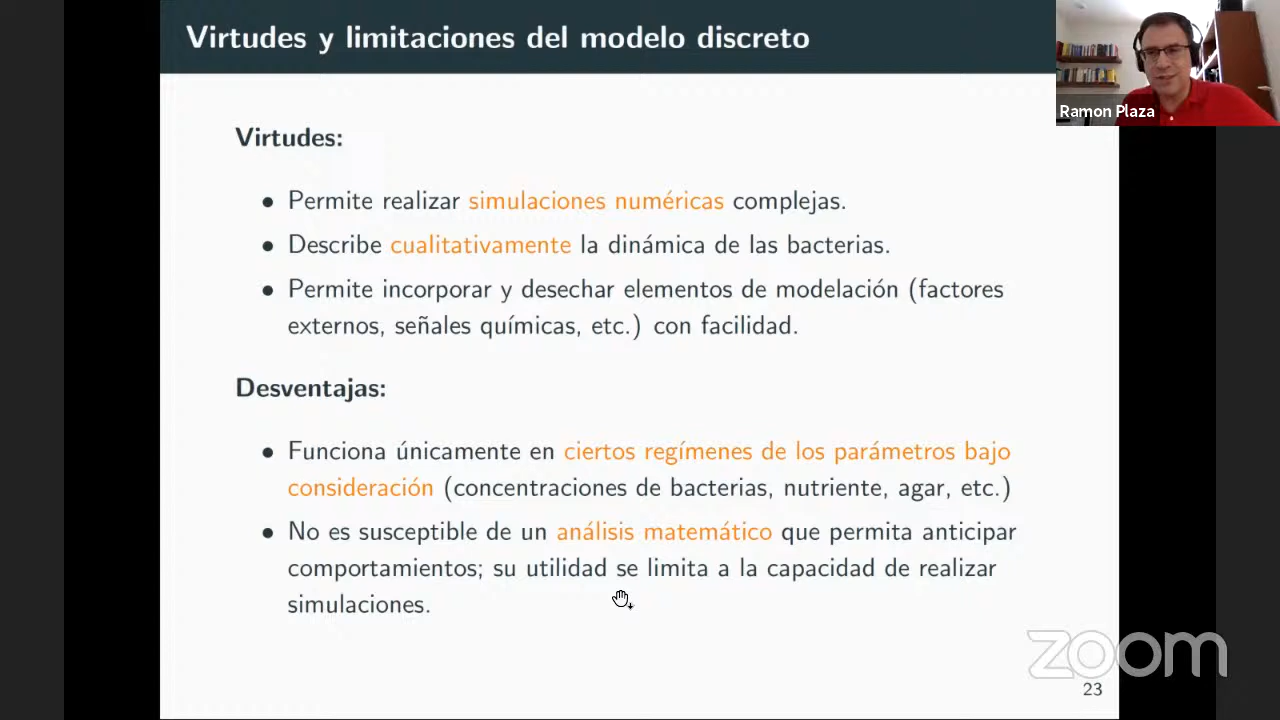 Virtudes y limitaciones del modelo discreto
Ramon Plaza
Virtudes:
• Permite realizar simulaciones numéricas complejas.
• Describe cualitativamente la dinámica de las bacterias.
• Permite incorporar y desechar elementos de modelación (factores
externos, señales químicas, etc.) con facilidad.
Desventajas:
• Funciona únicamente en ciertos regímenes de los parámetros bajo
consideración (concentraciones de bacterias, nutriente, agar, etc.)
• No es susceptible de un análisis matemático que permita anticipar
comportamientos; su utilidad se limita a la capacidad de realizar
simulaciones.
zoom
23